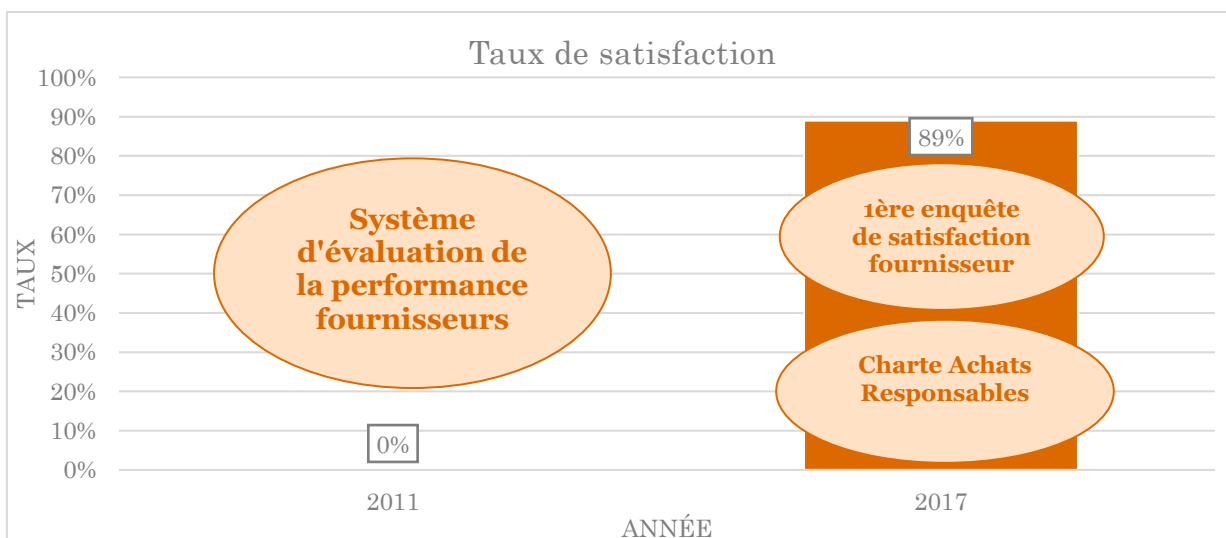 Taux de satisfaction
100%
90%
80%
70%
60%
50%
40%
30%
20%
10%
0%
TAUX
Système
d'évaluation de
la performance
fournisseurs
0%
89%
1ère enquête
de satisfaction
fournisseur
Charte Achats
Responsables
2011
2017
ANNÉE